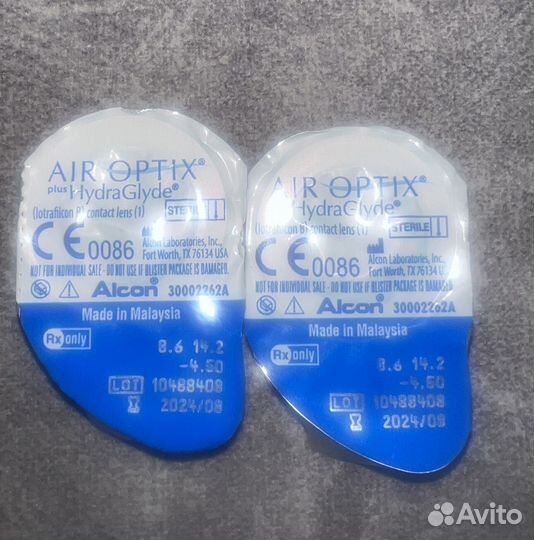 AIR OPTIX®
plus HydraGlyde®
(lotrafilcon B) contact lens (1)
STERILE
CE 0086
Alcon Laboratories, Inc.,
Fort Worth, TX 76134 USA
NOT FOR INDIVIDUAL SALE - DO NOT USE IF BLISTER PACKAGE IS DAMAGED.
Alcon® 30002262A
Made in Malaysia
Rx only
8.6 14.2
-4.50
LOT 10488408
2024/08
AIR OPTIX®
plus HydraGlyde®
(lotrafilcon B) contact lens (1)
STERILE
CE 0086
Alcon Laboratories, Inc.,
Fort Worth, TX 76134 USA
NOT FOR INDIVIDUAL SALE - DO NOT USE IF BLISTER PACKAGE IS DAMAGED.
Alcon® 30002262A
Made in Malaysia
Rx only
8.6 14.2
-4.50
LOT 10488408
2024/08
Avito